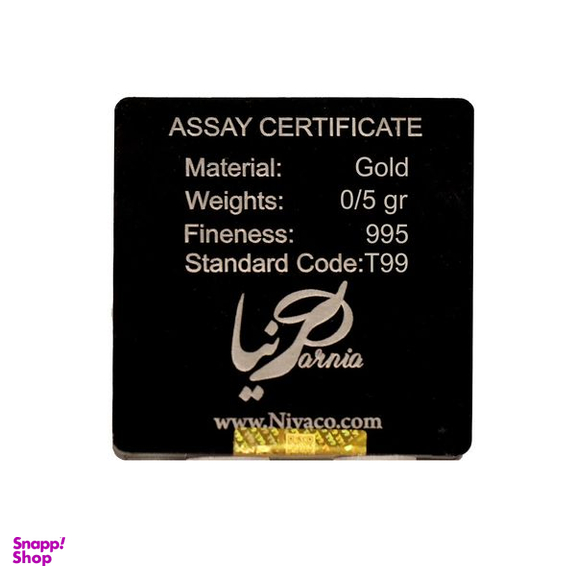 ASSAY CERTIFICATE
Material: Gold
Weights: 0/5 gr
Fineness: 995
Standard Code:T99
پرنیا
Parnia
www.Nivaco.com
Snapp!
Shop